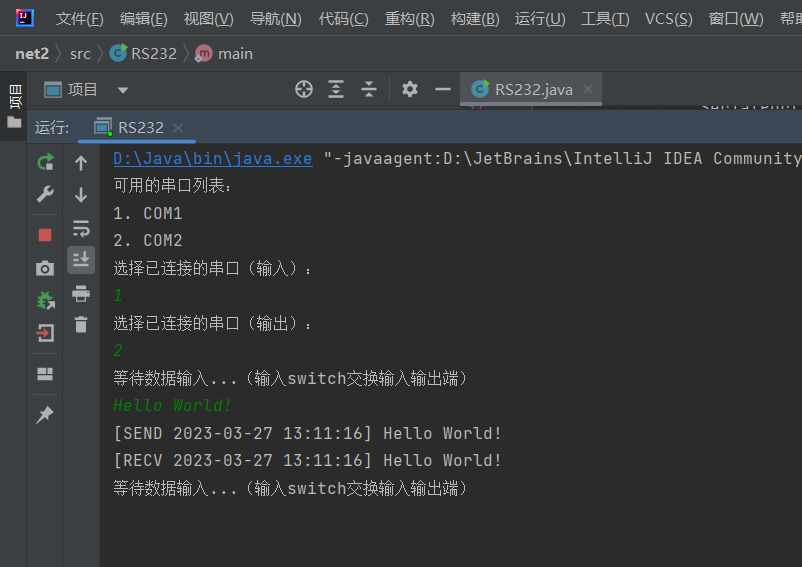 文件(F) 编辑(E) 视图(V) 导航(N) 代码(C) 重构(R) 构建(B) 运行(U) 工具(T) VCS(S) 窗口(W) 帮助
net2 src RS232 main
项目
项目 RS232.java
运行: RS232
D:\Java\bin\java.exe "-javaagent:D:\JetBrains\IntelliJ IDEA Community
可用的串口列表:
1. COM1
2. COM2
选择已连接的串口（输入）:
1
选择已连接的串口（输出）:
2
等待数据输入...（输入switch交换输入输出端）
Hello World!
[SEND 2023-03-27 13:11:16] Hello World!
[RECV 2023-03-27 13:11:16] Hello World!
等待数据输入...（输入switch交换输入输出端）